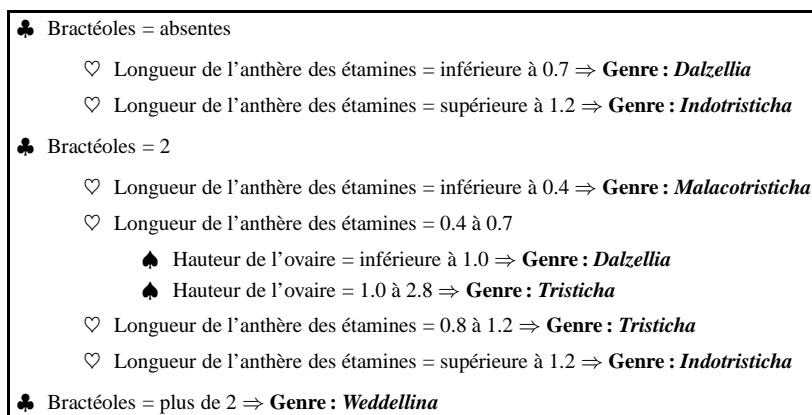 ♣ Bractéoles = absentes
♡ Longueur de l'anthère des étamines = inférieure à 0.7 ⇒ Genre : Dalzellia
♡ Longueur de l'anthère des étamines = supérieure à 1.2 ⇒ Genre : Indotristicha
♣ Bractéoles = 2
♡ Longueur de l'anthère des étamines = inférieure à 0.4 ⇒ Genre : Malacotristicha
♡ Longueur de l'anthère des étamines = 0.4 à 0.7
♠ Hauteur de l'ovaire = inférieure à 1.0 ⇒ Genre : Dalzellia
♠ Hauteur de l'ovaire = 1.0 à 2.8 ⇒ Genre : Tristicha
♡ Longueur de l'anthère des étamines = 0.8 à 1.2 ⇒ Genre : Tristicha
♡ Longueur de l'anthère des étamines = supérieure à 1.2 ⇒ Genre : Indotristicha
♣ Bractéoles = plus de 2 ⇒ Genre : Weddellina